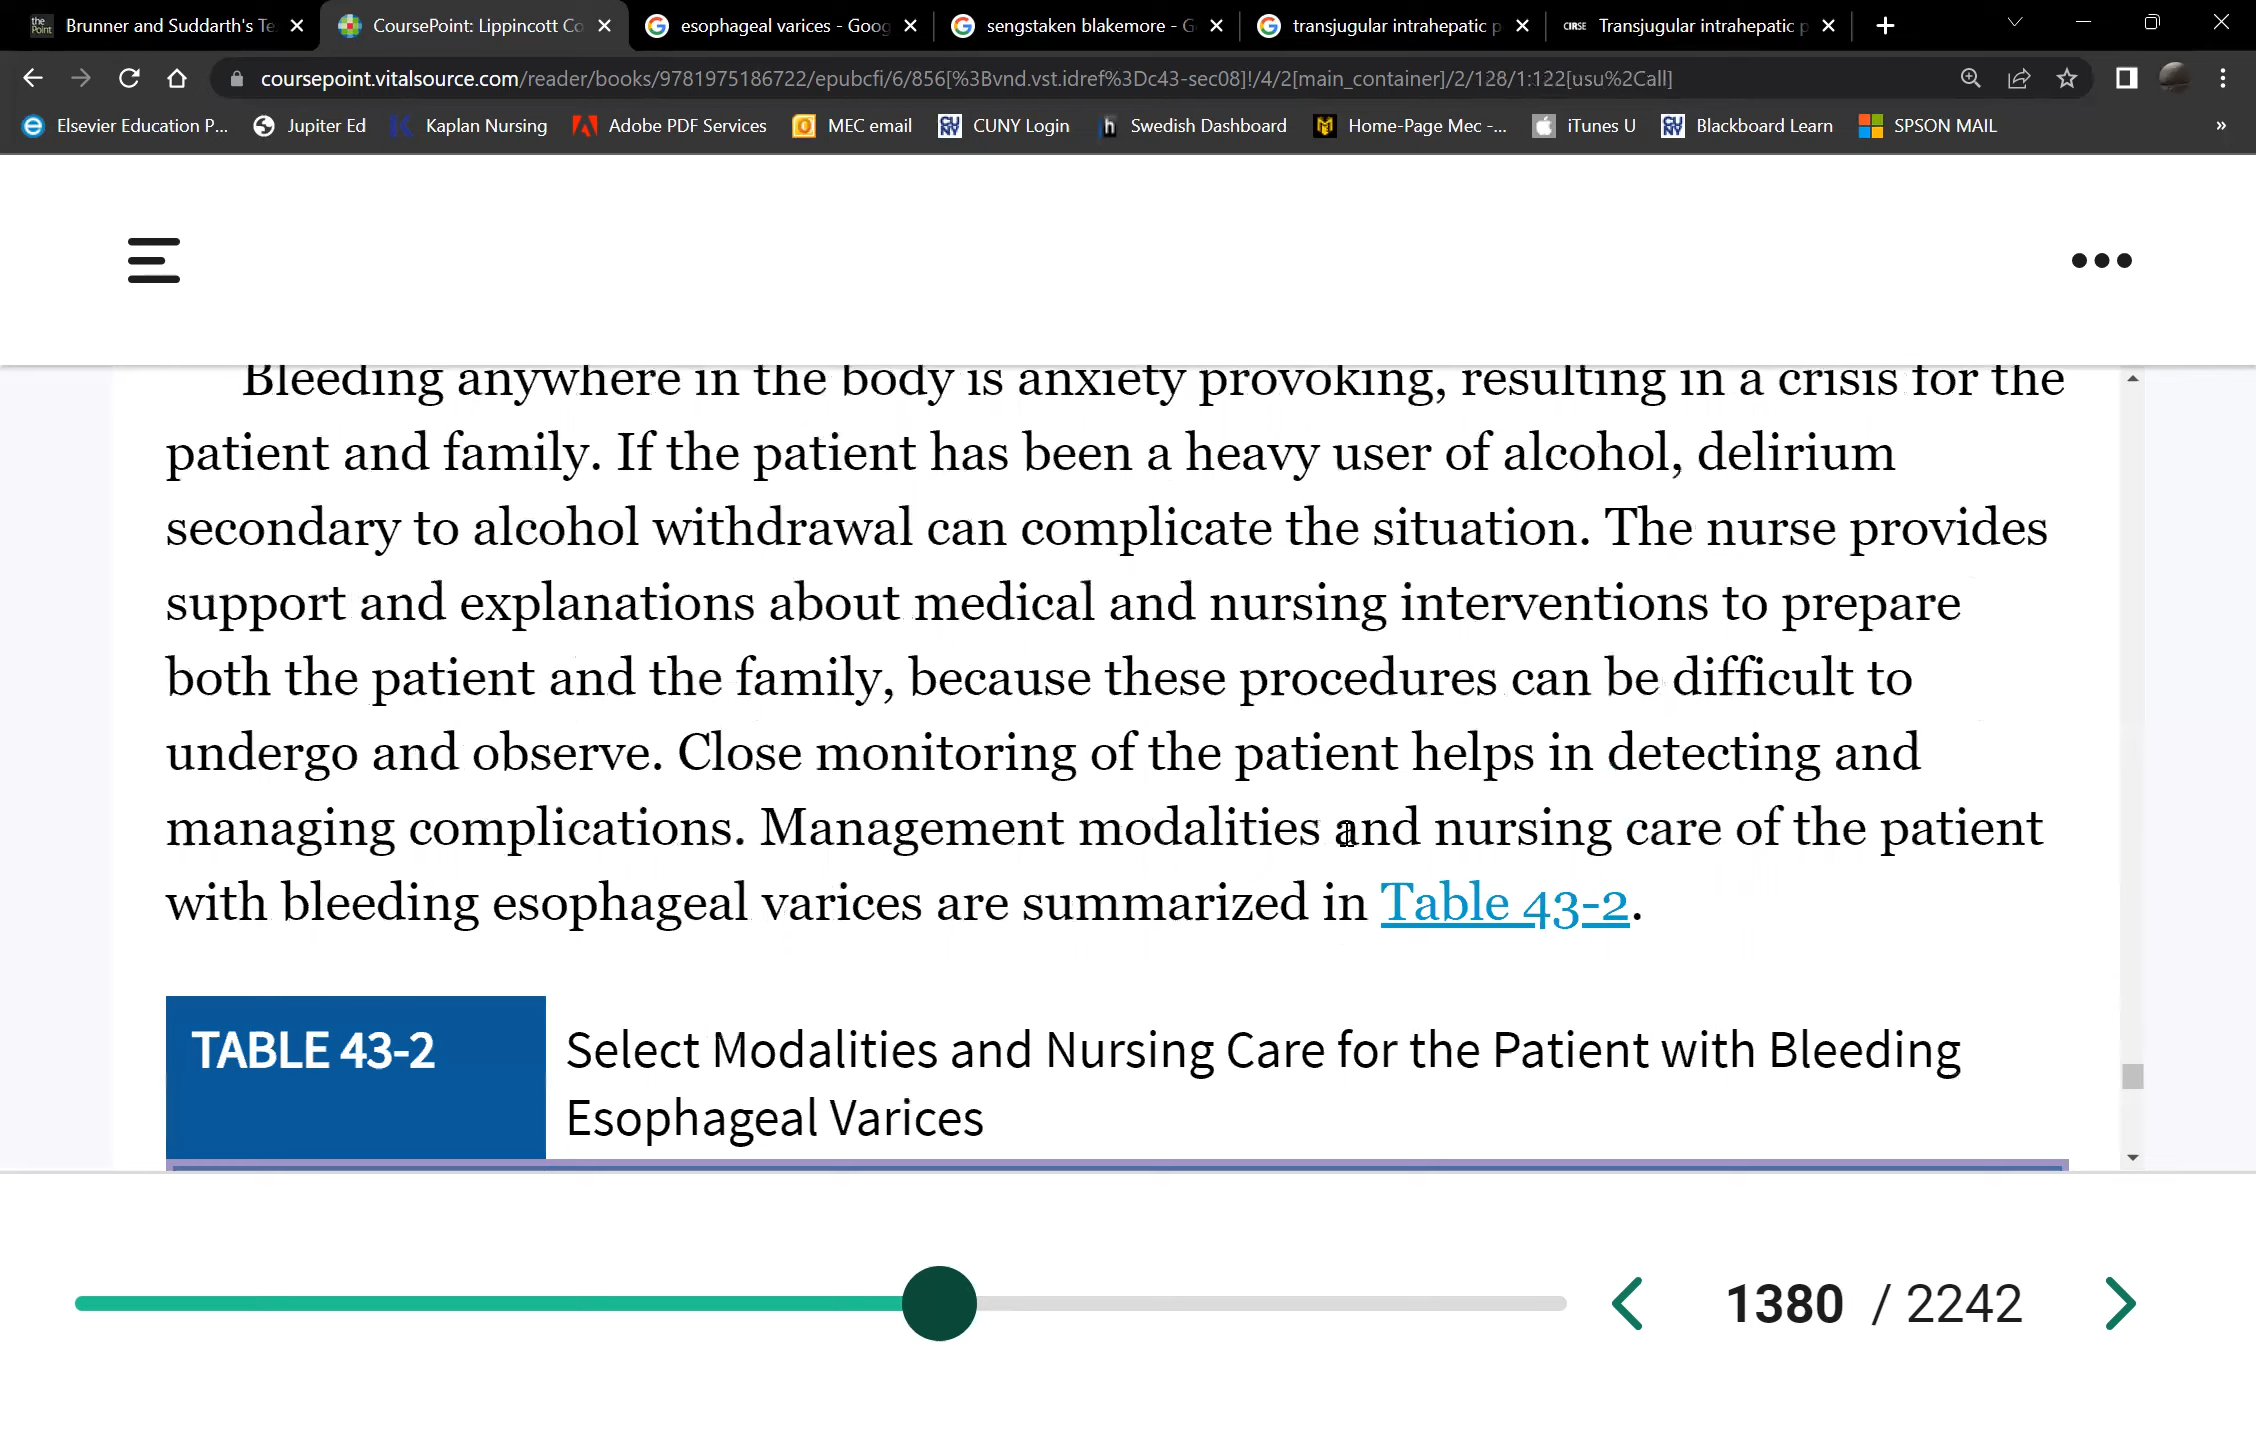 Brunner and Suddarth's Te
CoursePoint: Lippincott Co
esophageal varices - Goog
sengstaken blakemore - G
transjugular intrahepatic p
CIRSE Transjugular intrahepatic p
coursepoint.vitalsource.com/reader/books/9781975186722/epubcfi/6/856[%3Bvnd.vst.idref%3Dc43-sec08]!/4/2[main_container]/2/128/1:122[usu%2Call]
Elsevier Education P...
Jupiter Ed
Kaplan Nursing
Adobe PDF Services
MEC email
CUNY Login
Swedish Dashboard
Home-Page Mec -...
iTunes U
Blackboard Learn
SPSON MAIL
»
Bleeding anywhere in the body is anxiety provoking, resulting in a crisis for the
patient and family. If the patient has been a heavy user of alcohol, delirium
secondary to alcohol withdrawal can complicate the situation. The nurse provides
support and explanations about medical and nursing interventions to prepare
both the patient and the family, because these procedures can be difficult to
undergo and observe. Close monitoring of the patient helps in detecting and
managing complications. Management modalities and nursing care of the patient
with bleeding esophageal varices are summarized in Table 43-2.
TABLE 43-2
Select Modalities and Nursing Care for the Patient with Bleeding
Esophageal Varices
1380 / 2242